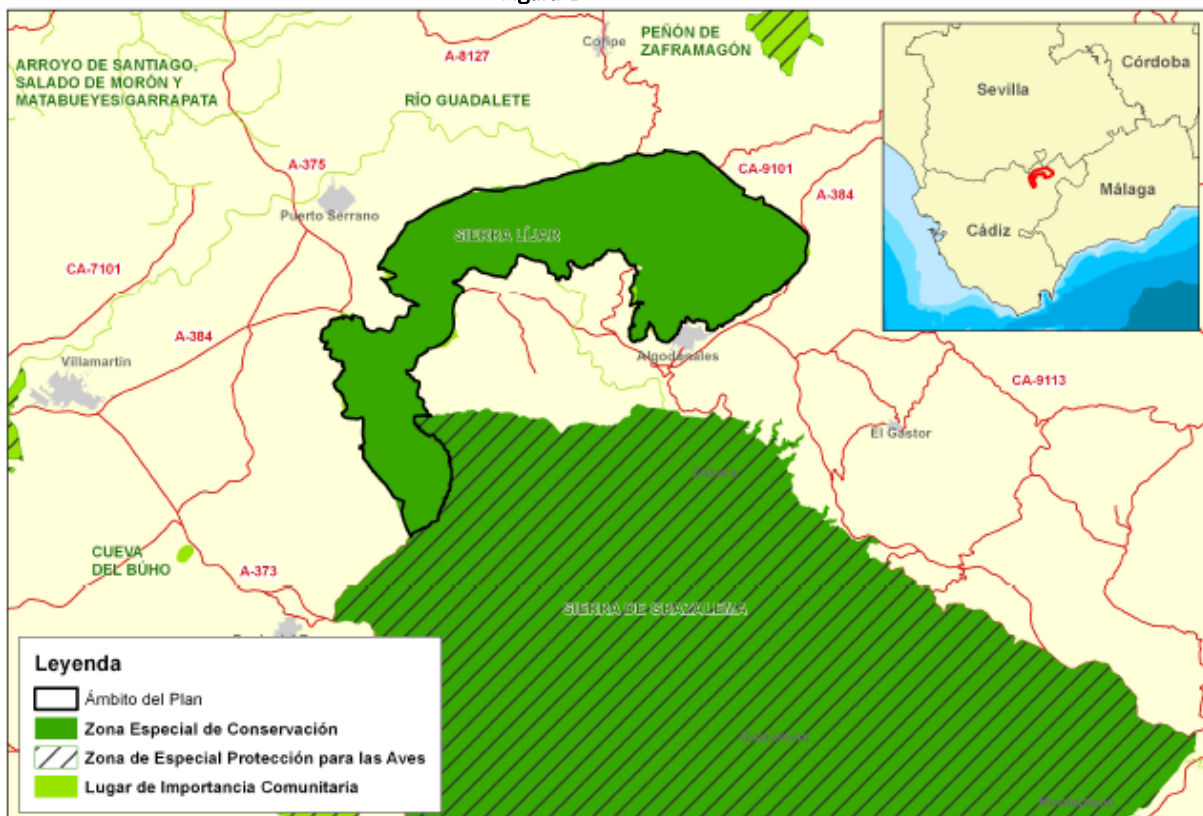 PEÑÓN DE
ZAFRAMAGÓN
Coripe
A-8127
ARROYO DE SANTIAGO,
SALADO DE MORÓN Y
MATABUEYES/GARRAPATA
RÍO GUADALETE
Córdoba
Sevilla
Málaga
Cádiz
A-375
CA-9101
A-384
Puerto Serrano
SIERRA LÍJAR
CA-7101
A-384
Villamartín
Algodonales
CA-9113
El Gastor
CUEVA
DEL BÚHO
A-373
SIERRA DE GRAZALEMA
Leyenda
Ámbito del Plan
Zona Especial de Conservación
Zona de Especial Protección para las Aves
Lugar de Importancia Comunitaria